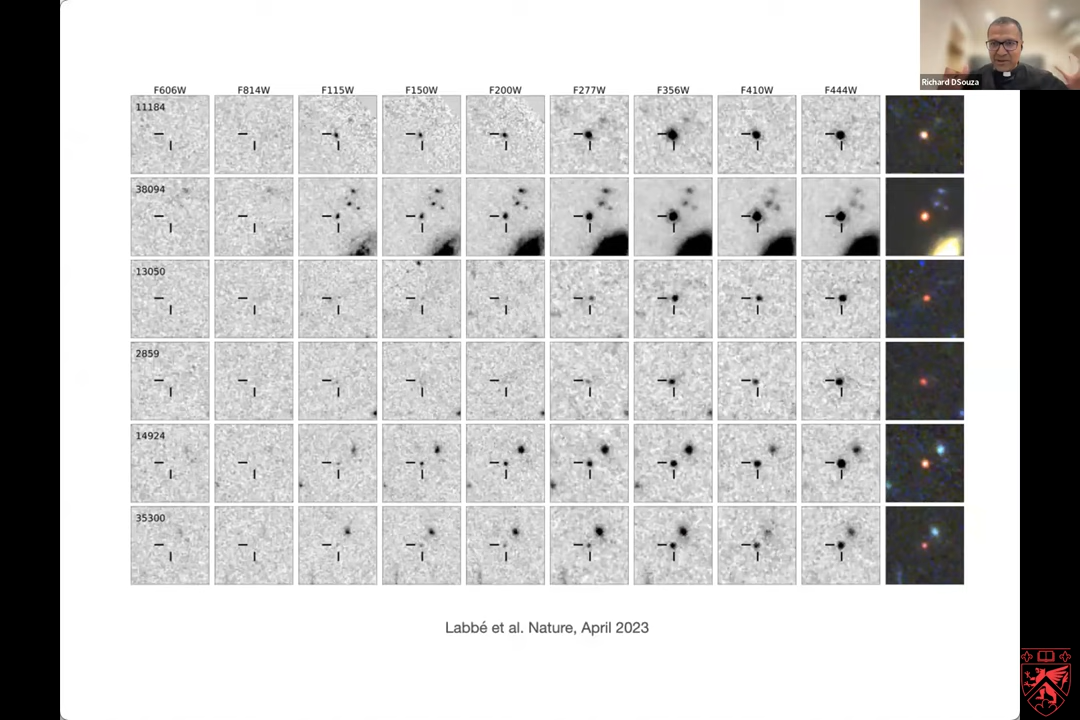 Richard DSouza
F606W F814W F115W F150W F200W F277W F356W F410W F444W
11184
38094
13050
2859
14924
35300
Labbé et al. Nature, April 2023